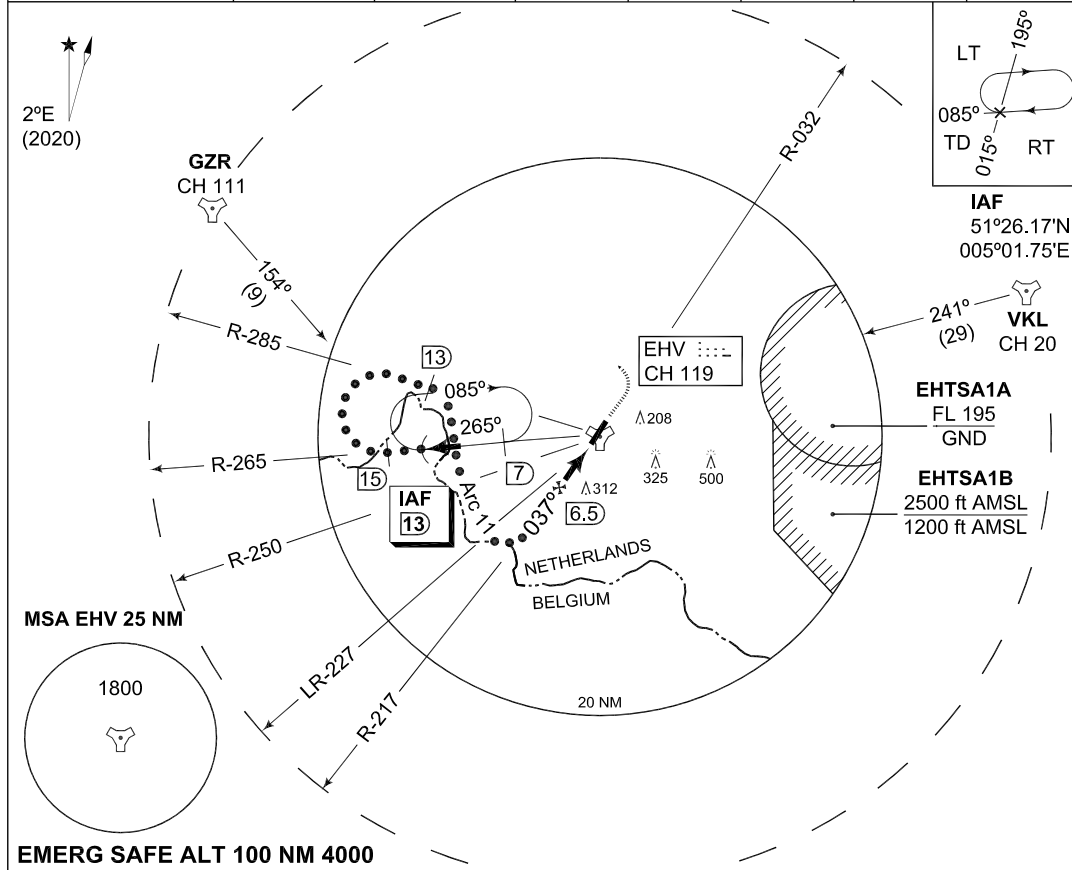 2ºE
(2020)
GZR
CH 111
154º
(9)
R-285
R-265
R-250
LR-227
R-217
R-032
LT
195º
085º
TD
015º
RT
IAF
51º26.17'N
005º01.75'E
241º
(29)
VKL
CH 20
EHV
CH 119
13
085º
265º
15
7
IAF
13
Arc 11
037º
6.5
208
312
325
500
EHTSA1A
FL 195
GND
EHTSA1B
2500 ft AMSL
1200 ft AMSL
NETHERLANDS
BELGIUM
20 NM
MSA EHV 25 NM
1800
EMERG SAFE ALT 100 NM 4000